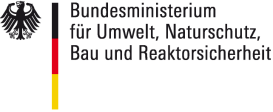 Bundesministerium
für Umwelt, Naturschutz,
Bau und Reaktorsicherheit